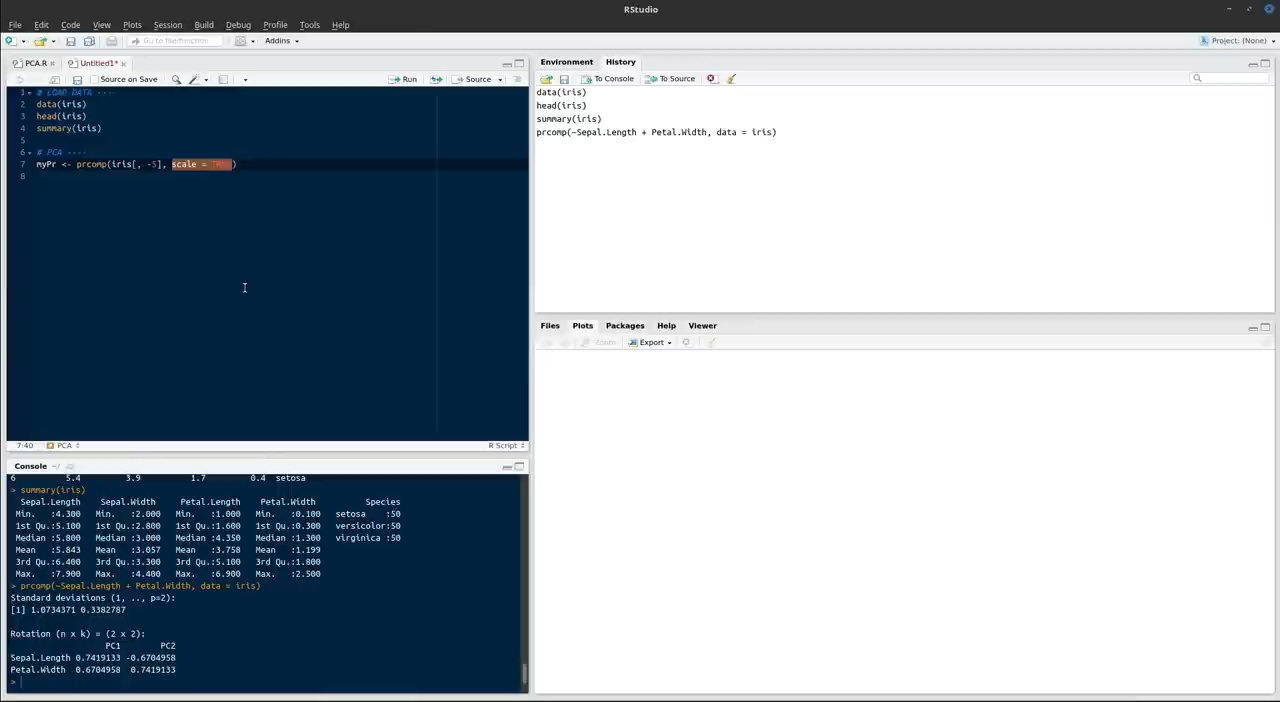 RStudio
File Edit Code View Plots Session Build Debug Profile Tools Help
Go to file/function Addins Project: (None)
PCA.R Untitled1*
Source on Save Run Source
1 # LOAD DATA ----
2 data(iris)
3 head(iris)
4 summary(iris)
5
6 # PCA ----
7 myPr <- prcomp(iris[, -5], scale = )
8
7:40 PCA R Script
Console ~/
6 5.4 3.9 1.7 0.4 setosa
> summary(iris)
Sepal.Length Sepal.Width Petal.Length Petal.Width Species
Min. :4.300 Min. :2.000 Min. :1.000 Min. :0.100 setosa :50
1st Qu.:5.100 1st Qu.:2.800 1st Qu.:1.600 1st Qu.:0.300 versicolor:50
Median :5.800 Median :3.000 Median :4.350 Median :1.300 virginica :50
Mean :5.843 Mean :3.057 Mean :3.758 Mean :1.199
3rd Qu.:6.400 3rd Qu.:3.300 3rd Qu.:5.100 3rd Qu.:1.800
Max. :7.900 Max. :4.400 Max. :6.900 Max. :2.500
> prcomp(~Sepal.Length + Petal.Width, data = iris)
Standard deviations (1, .., p=2):
[1] 1.0734371 0.3382787
Rotation (n x k) = (2 x 2):
PC1 PC2
Sepal.Length 0.7419133 -0.6704958
Petal.Width 0.6704958 0.7419133
>
Environment History
To Console To Source
data(iris)
head(iris)
summary(iris)
prcomp(~Sepal.Length + Petal.Width, data = iris)
Files Plots Packages Help Viewer
Zoom Export